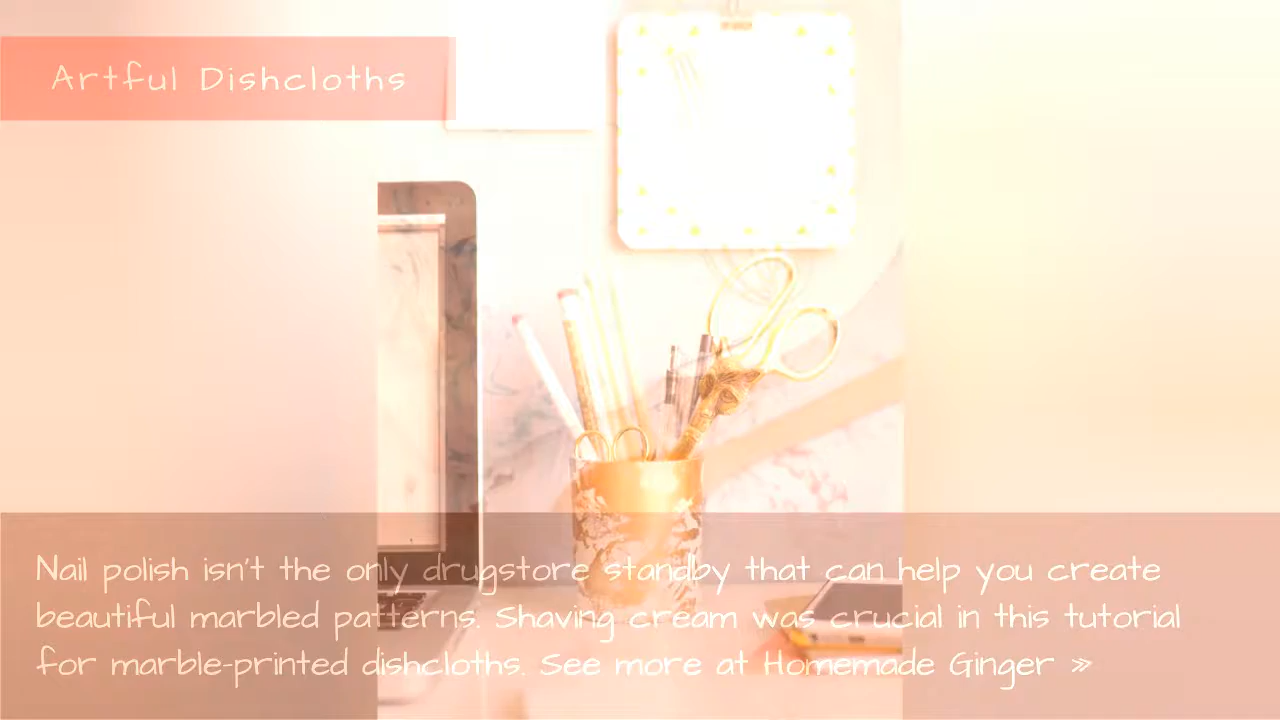 Artful Dishcloths
Nail polish isn't the only drugstore standby that can help you create
beautiful marbled patterns. Shaving cream was crucial in this tutorial
for marble-printed dishcloths. See more at Homemade Ginger »